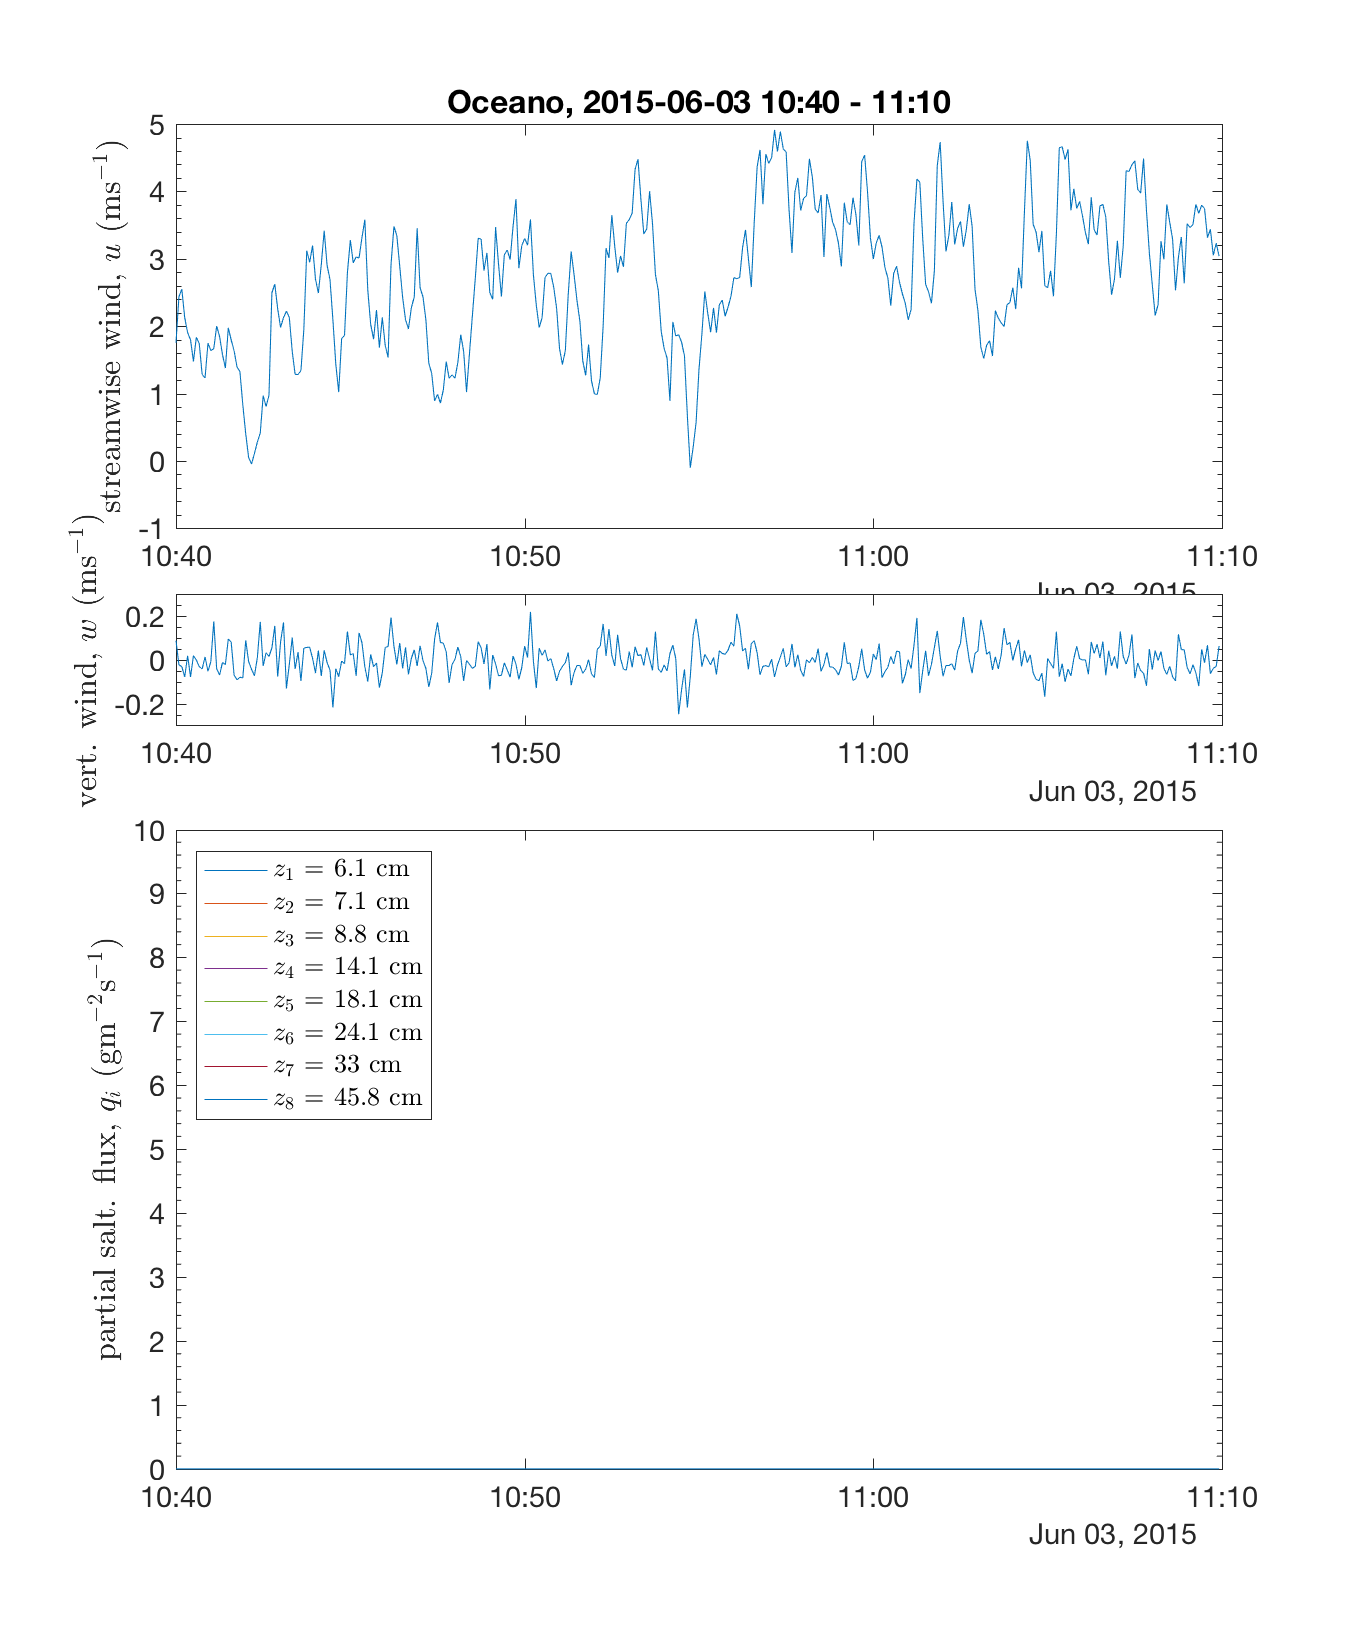 Oceano, 2015-06-03 10:40 - 11:10
streamwise wind, u (ms⁻¹)
5
4
3
2
1
0
-1
10:40 10:50 11:00 11:10
Jun 03, 2015
vert. wind, w (ms⁻¹)
0.2
0
-0.2
10:40 10:50 11:00 11:10
Jun 03, 2015
partial salt. flux, qᵢ (gm⁻²s⁻¹)
10
9
8
7
6
5
4
3
2
1
0
z₁ = 6.1 cm
z₂ = 7.1 cm
z₃ = 8.8 cm
z₄ = 14.1 cm
z₅ = 18.1 cm
z₆ = 24.1 cm
z₇ = 33 cm
z₈ = 45.8 cm
10:40 10:50 11:00 11:10
Jun 03, 2015